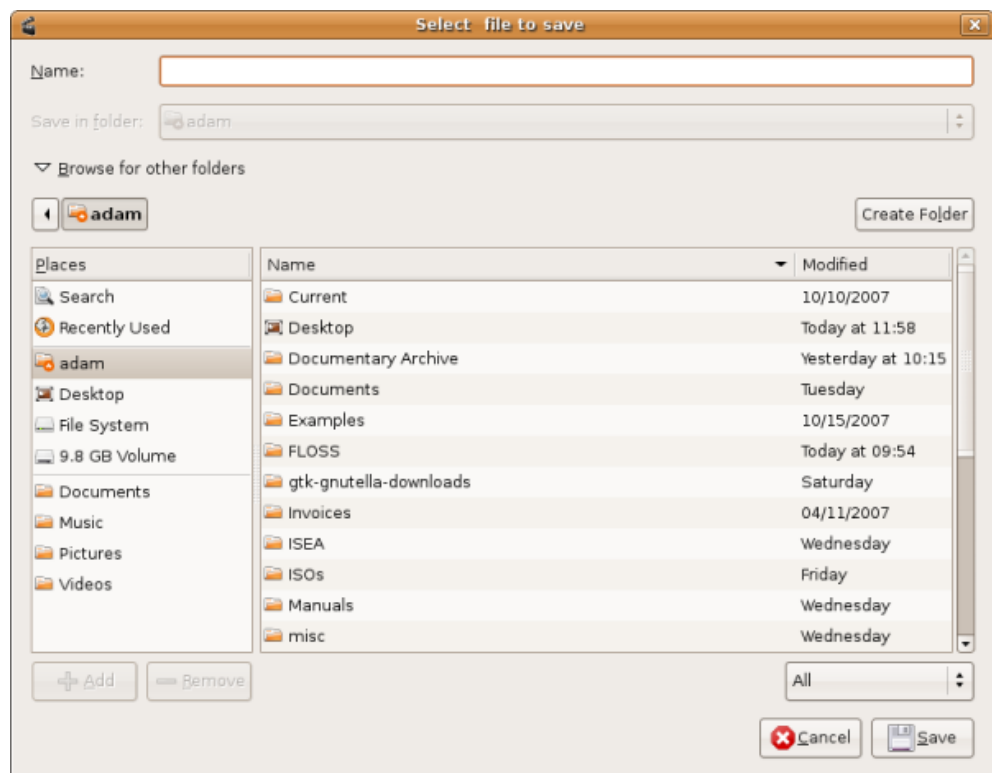 Select file to save
Name:
Save in folder: adam
Browse for other folders
adam
Create Folder
Places
Search
Recently Used
adam
Desktop
File System
9.8 GB Volume
Documents
Music
Pictures
Videos
Name Modified
Current 10/10/2007
Desktop Today at 11:58
Documentary Archive Yesterday at 10:15
Documents Tuesday
Examples 10/15/2007
FLOSS Today at 09:54
gtk-gnutella-downloads Saturday
Invoices 04/11/2007
ISEA Wednesday
ISOs Friday
Manuals Wednesday
misc Wednesday
Add Remove
All
Cancel Save